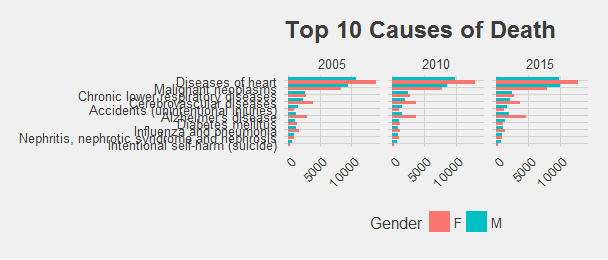 Top 10 Causes of Death
2005 2010 2015
Diseases of heart
Malignant neoplasms
Chronic lower respiratory diseases
Cerebrovascular diseases
Accidents (unintentional injuries)
Alzheimer's disease
Diabetes mellitus
Influenza and pneumonia
Nephritis, nephrotic syndrome and nephrosis
Intentional self-harm (suicide)
0 5000 10000 0 5000 10000 0 5000 10000
Gender F M